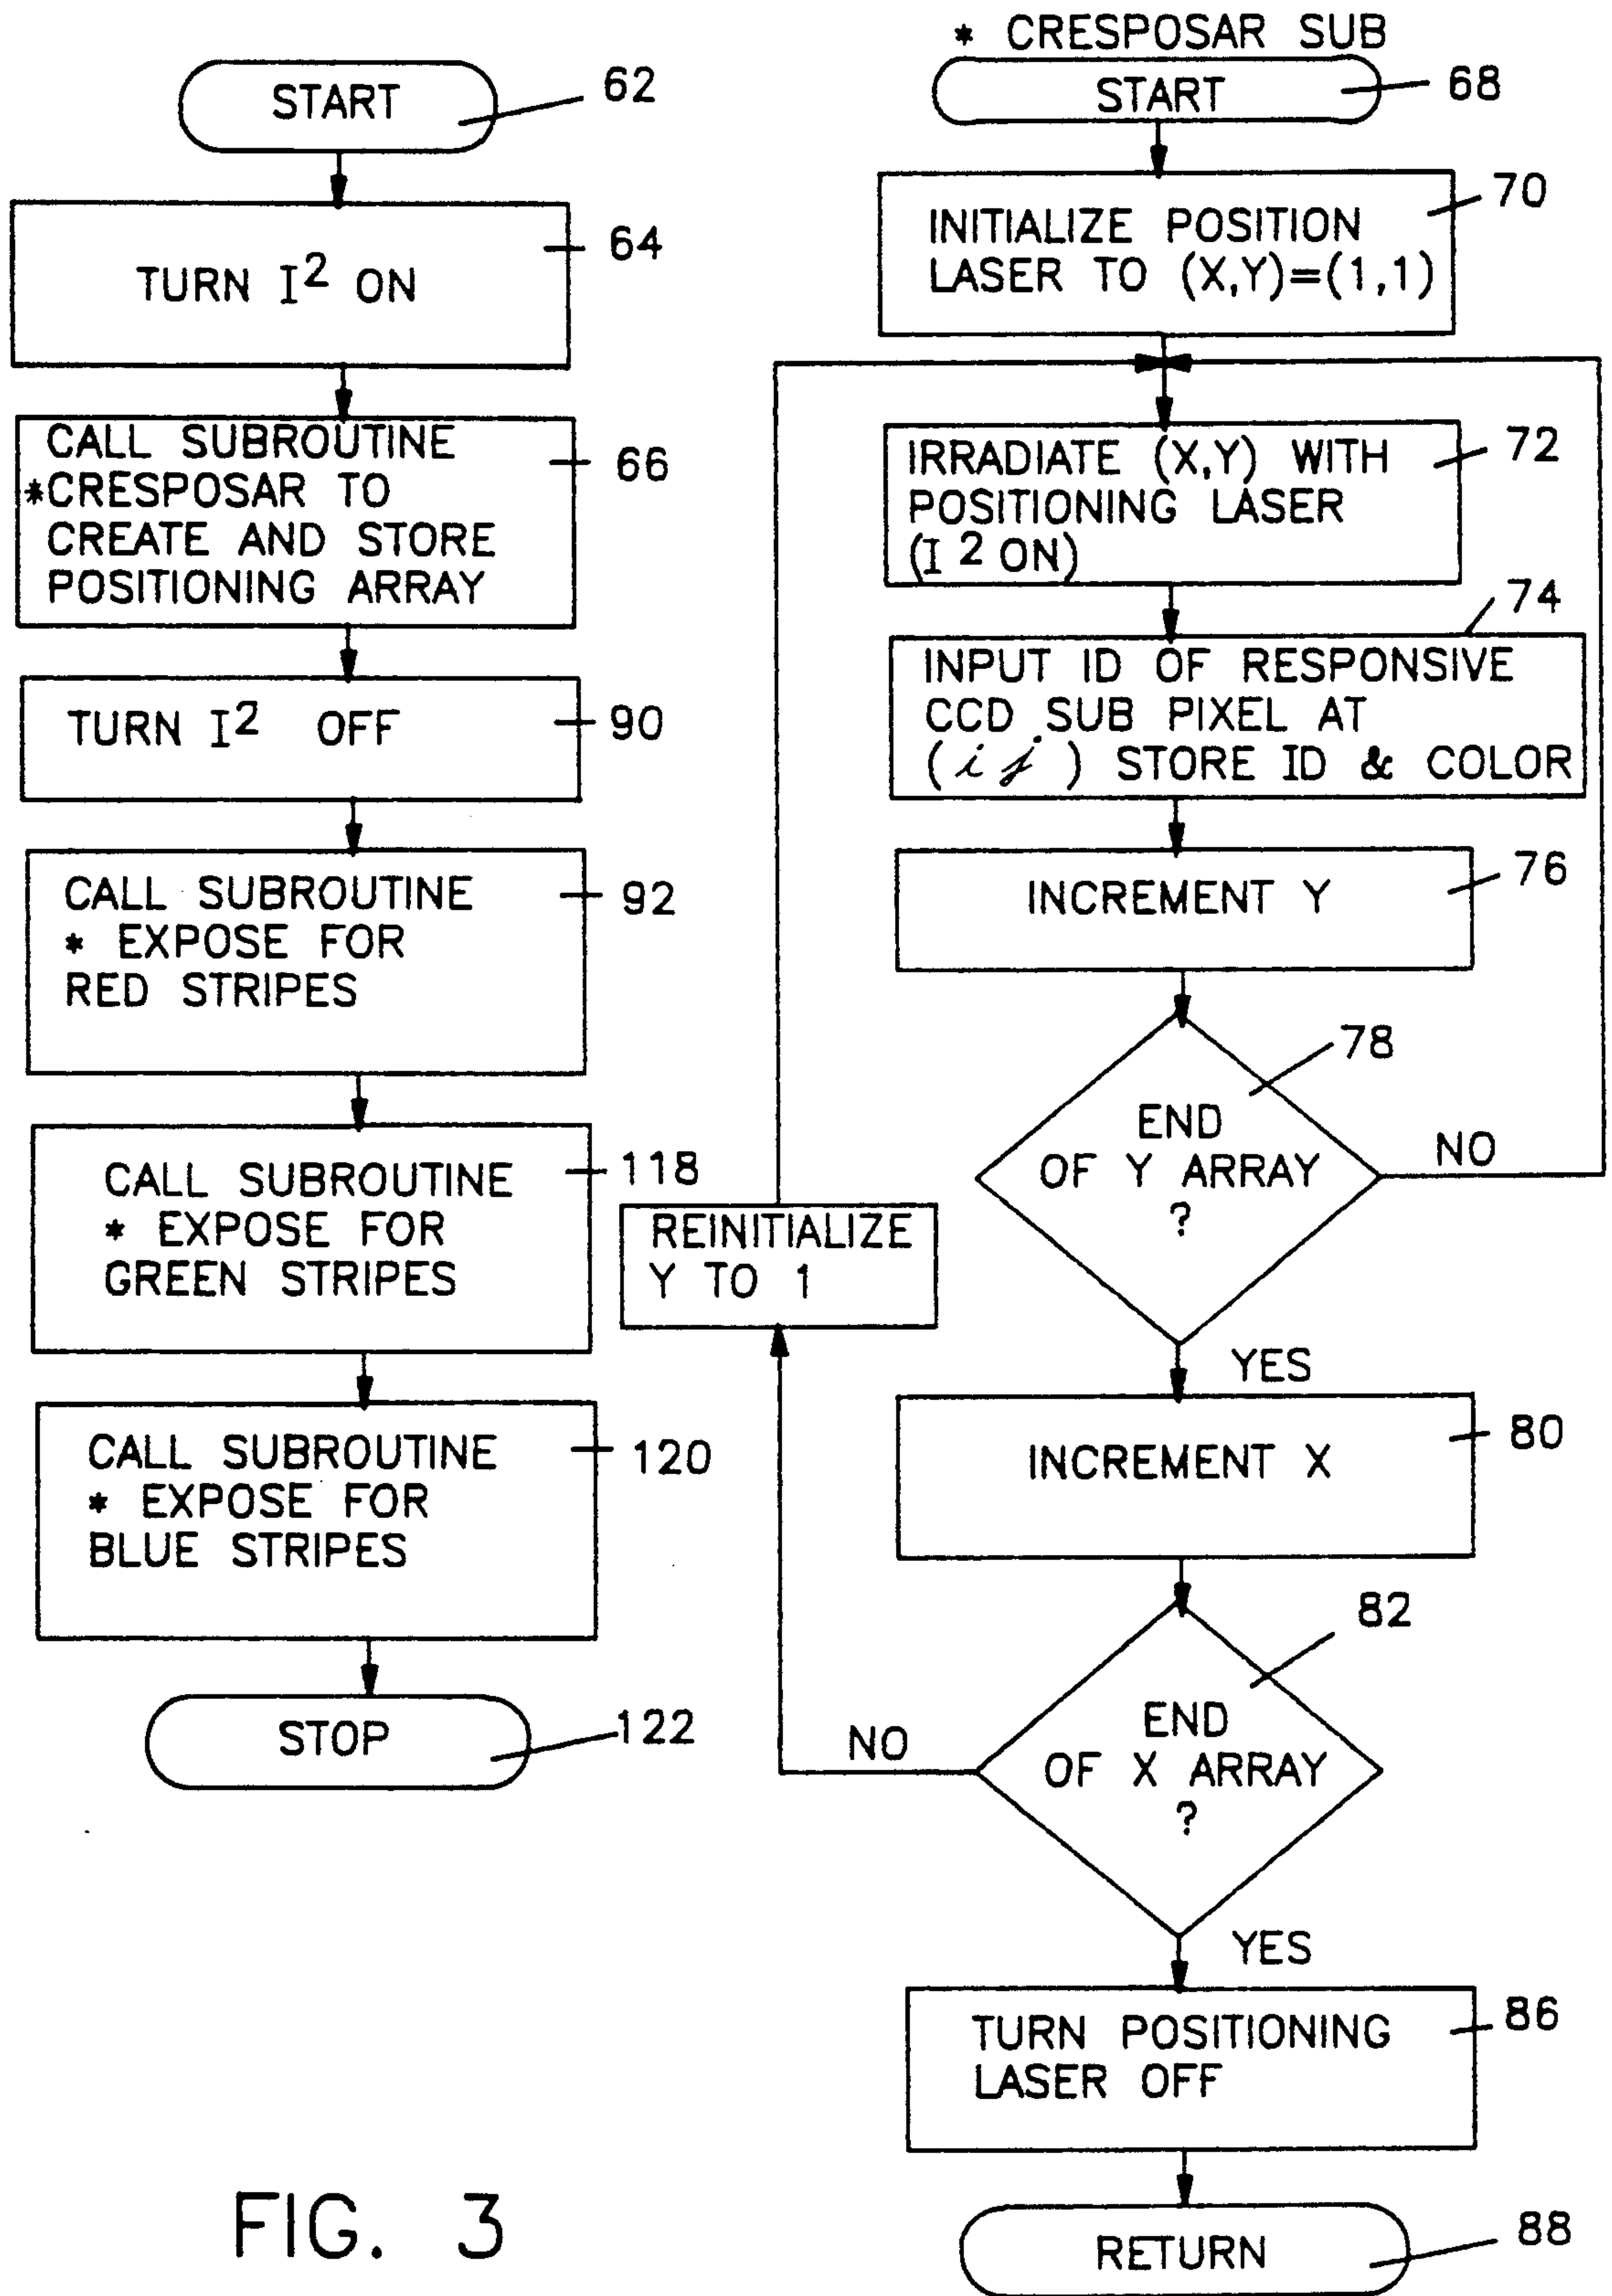 START
62
TURN I² ON
64
CALL SUBROUTINE
*CRESPOSAR TO
CREATE AND STORE
POSITIONING ARRAY
66
TURN I² OFF
90
CALL SUBROUTINE
* EXPOSE FOR
RED STRIPES
92
CALL SUBROUTINE
* EXPOSE FOR
GREEN STRIPES
118
CALL SUBROUTINE
* EXPOSE FOR
BLUE STRIPES
120
STOP
122
* CRESPOSAR SUB
START
68
INITIALIZE POSITION
LASER TO (X,Y)=(1,1)
70
IRRADIATE (X,Y) WITH
POSITIONING LASER
(I² ON)
72
INPUT ID OF RESPONSIVE
CCD SUB PIXEL AT
(i j) STORE ID & COLOR
74
INCREMENT Y
76
END
OF Y ARRAY
?
78
NO
YES
REINITIALIZE
Y TO 1
INCREMENT X
80
END
OF X ARRAY
?
82
NO
YES
TURN POSITIONING
LASER OFF
86
RETURN
88
FIG. 3